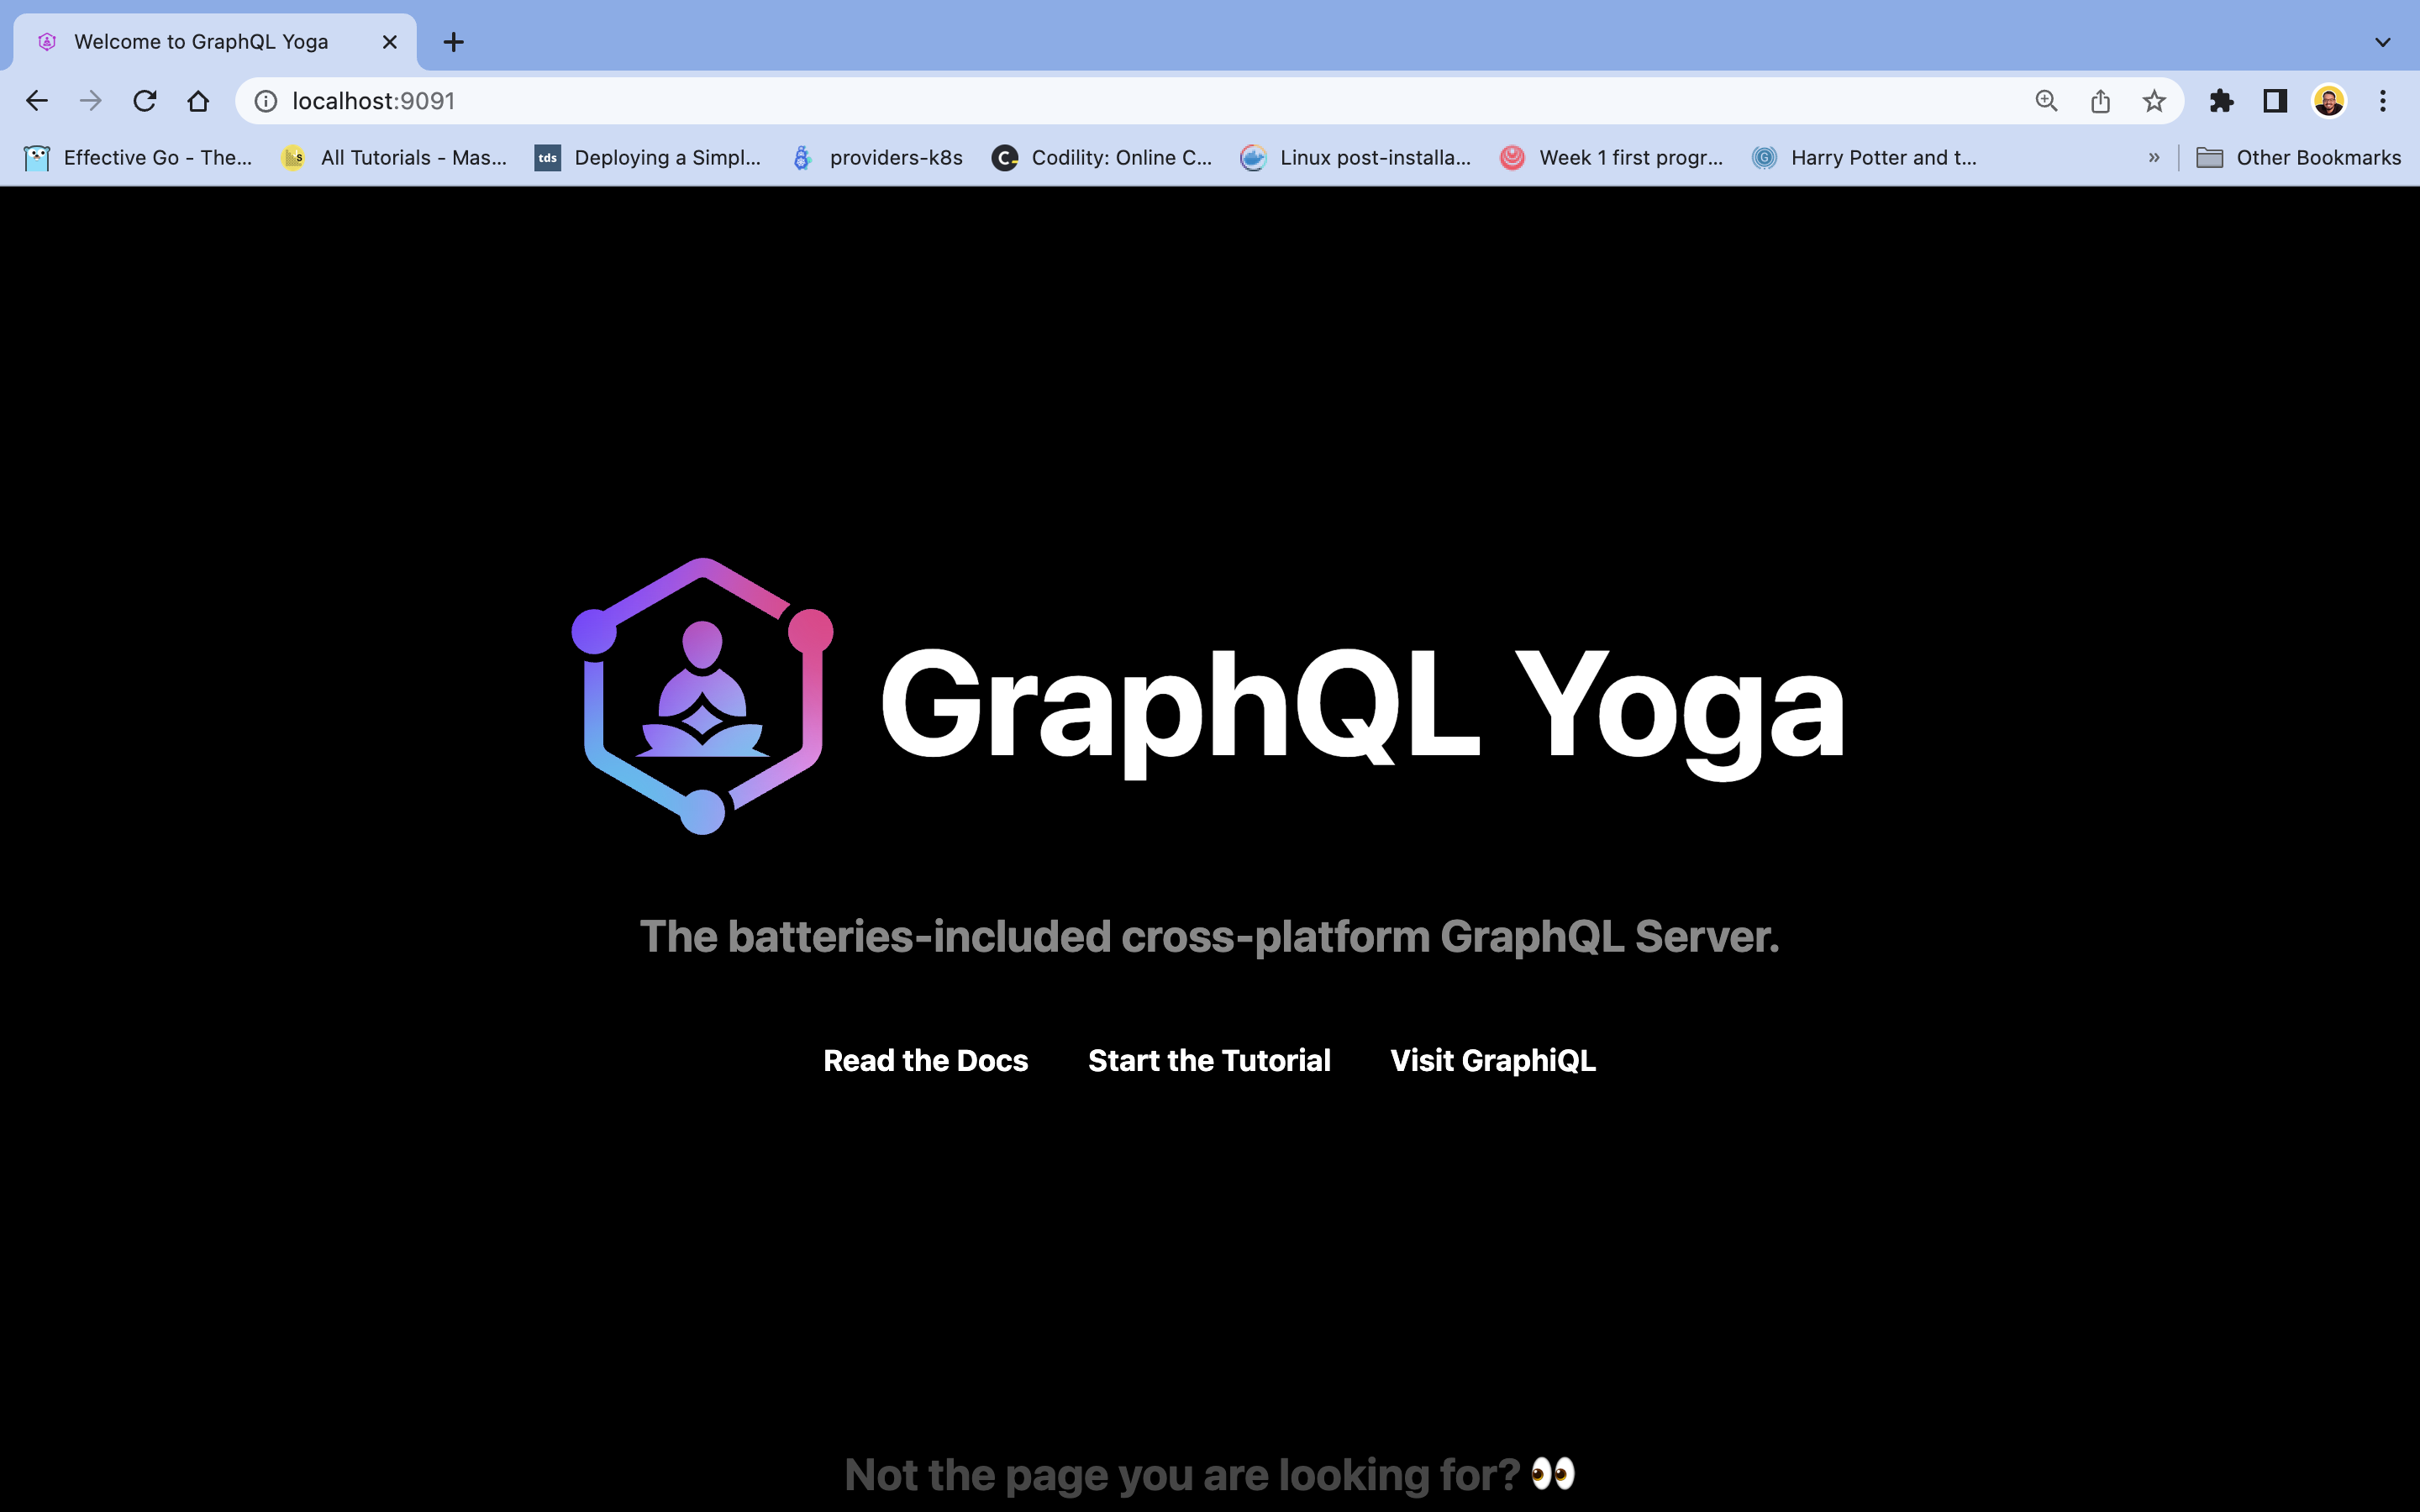 Welcome to GraphQL Yoga
localhost:9091
Effective Go - The... All Tutorials - Mas... tds Deploying a Simpl... providers-k8s Codility: Online C... Linux post-installa... Week 1 first progr... Harry Potter and t... » Other Bookmarks
GraphQL Yoga
The batteries-included cross-platform GraphQL Server.
Read the Docs Start the Tutorial Visit GraphiQL
Not the page you are looking for? 👀